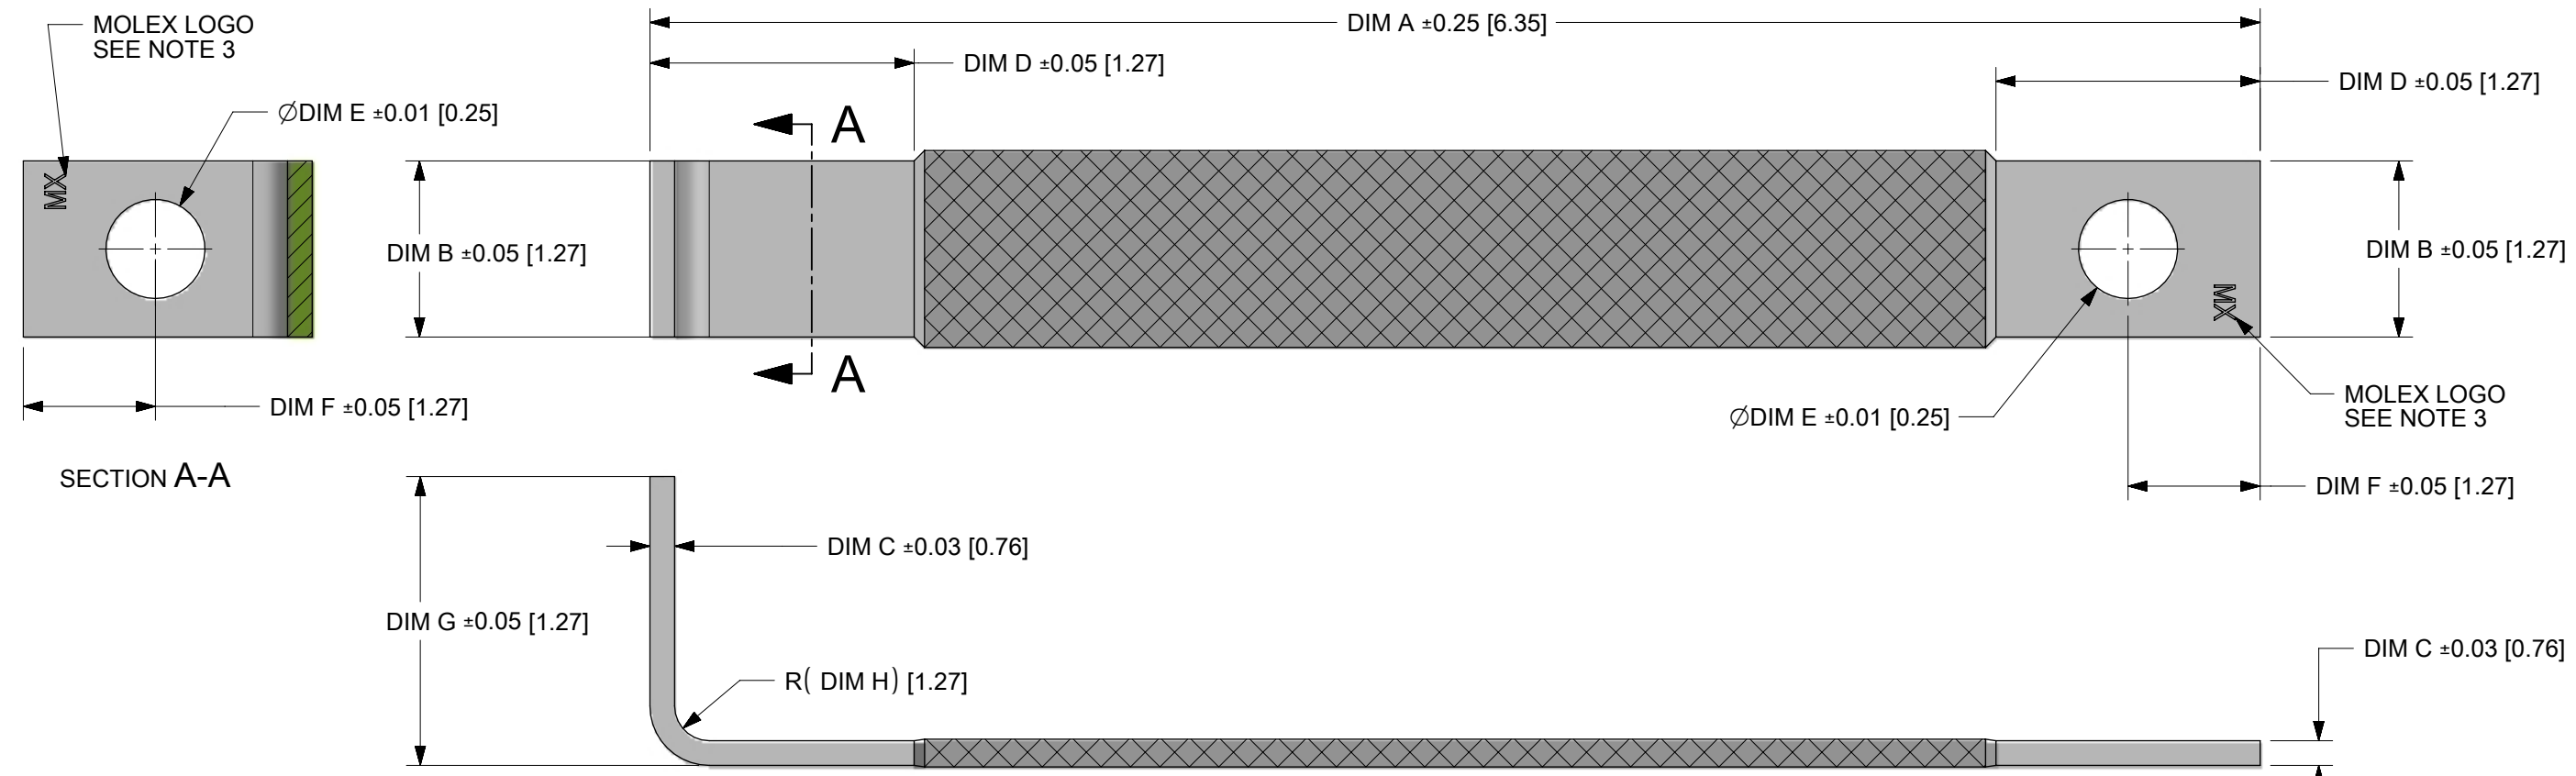 MOLEX LOGO
SEE NOTE 3
DIM A ±0.25 [6.35]
DIM D ±0.05 [1.27]
DIM D ±0.05 [1.27]
∅DIM E ±0.01 [0.25]
A
MX
DIM B ±0.05 [1.27]
DIM B ±0.05 [1.27]
MX
A
DIM F ±0.05 [1.27]
∅DIM E ±0.01 [0.25]
MOLEX LOGO
SEE NOTE 3
SECTION A-A
DIM F ±0.05 [1.27]
DIM C ±0.03 [0.76]
DIM G ±0.05 [1.27]
DIM C ±0.03 [0.76]
R( DIM H) [1.27]